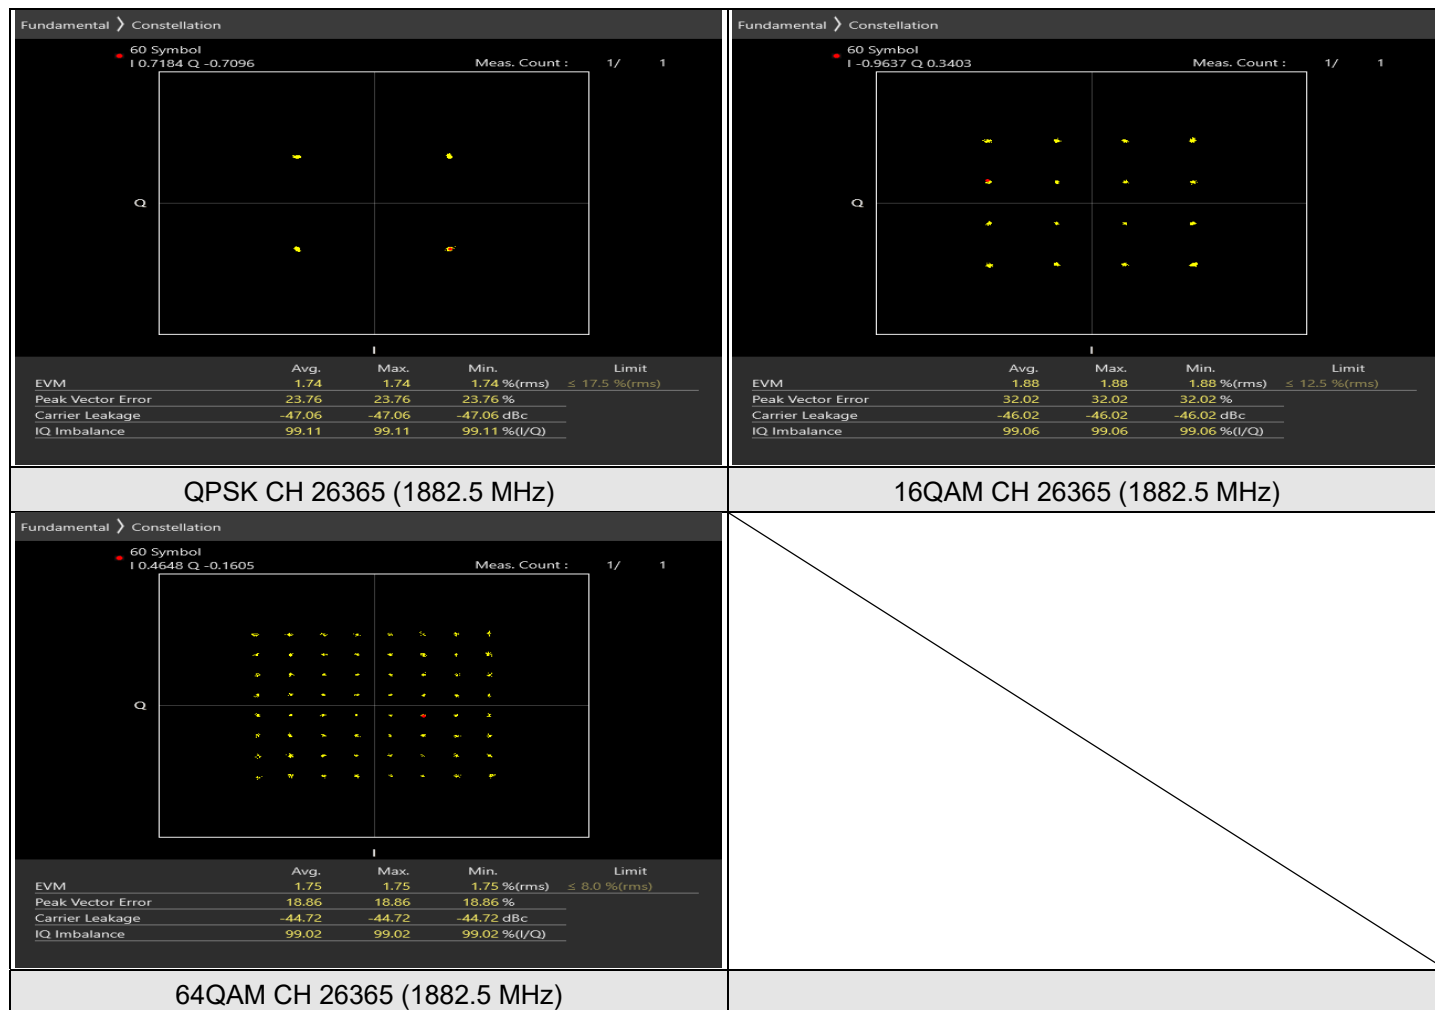 Fundamental ❯ Constellation
60 Symbol
I 0.7184 Q -0.7096 Meas. Count : 1/ 1
Q
I
Avg. Max. Min. Limit
EVM 1.74 1.74 1.74 %(rms) ≤ 17.5 %(rms)
Peak Vector Error 23.76 23.76 23.76 %
Carrier Leakage -47.06 -47.06 -47.06 dBc
IQ Imbalance 99.11 99.11 99.11 %(I/Q)
QPSK CH 26365 (1882.5 MHz)
Fundamental ❯ Constellation
60 Symbol
I -0.9637 Q 0.3403 Meas. Count : 1/ 1
Q
I
Avg. Max. Min. Limit
EVM 1.88 1.88 1.88 %(rms) ≤ 12.5 %(rms)
Peak Vector Error 32.02 32.02 32.02 %
Carrier Leakage -46.02 -46.02 -46.02 dBc
IQ Imbalance 99.06 99.06 99.06 %(I/Q)
16QAM CH 26365 (1882.5 MHz)
Fundamental ❯ Constellation
60 Symbol
I 0.4648 Q -0.1605 Meas. Count : 1/ 1
Q
I
Avg. Max. Min. Limit
EVM 1.75 1.75 1.75 %(rms) ≤ 8.0 %(rms)
Peak Vector Error 18.86 18.86 18.86 %
Carrier Leakage -44.72 -44.72 -44.72 dBc
IQ Imbalance 99.02 99.02 99.02 %(I/Q)
64QAM CH 26365 (1882.5 MHz)